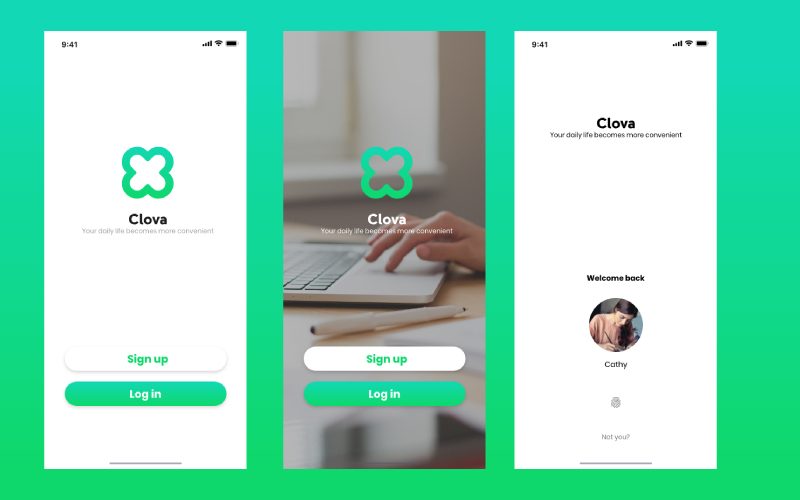 9:41
Clova
Your daily life becomes more convenient
Sign up
Log in
Clova
Your daily life becomes more convenient
Sign up
Log in
9:41
Clova
Your daily life becomes more convenient
Welcome back
Cathy
Not you?